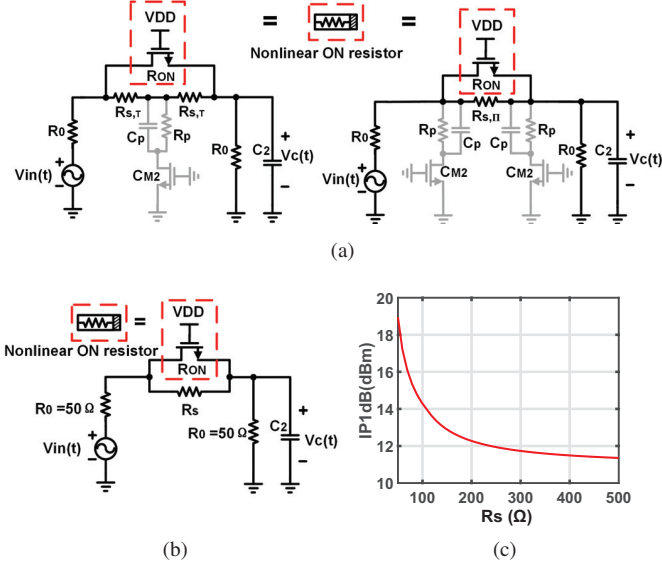 VDD
=
=
VDD
Nonlinear ON resistor
RON
RON
Rs,T
Rs,T
Rs,Π
R0
Cp
Rp
R0
C2
+
Vc(t)
−
Vin(t)
+
−
CM2
R0
Rp
Cp
Cp
Rp
R0
C2
+
Vc(t)
−
Vin(t)
+
−
CM2
CM2
(a)
=
VDD
Nonlinear ON resistor
RON
Rs
R0 = 50 Ω
R0 = 50 Ω
C2
+
Vc(t)
−
Vin(t)
+
−
(b)
IP1dB(dBm)
20
18
16
14
12
10
100
200
300
400
500
Rs (Ω)
(c)